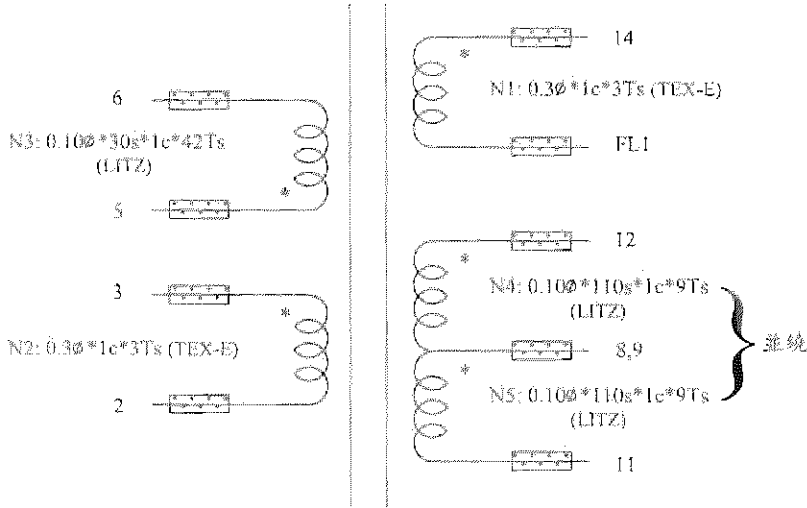 6
N3: 0.10ø*30s*1c*42Ts
(LITZ)
5
3
N2: 0.3ø*1c*3Ts (TEX-E)
2
14
N1: 0.3ø*1c*3Ts (TEX-E)
FL1
12
N4: 0.10ø*110s*1c*9Ts
(LITZ)
8,9
N5: 0.10ø*110s*1c*9Ts
(LITZ)
11
並繞